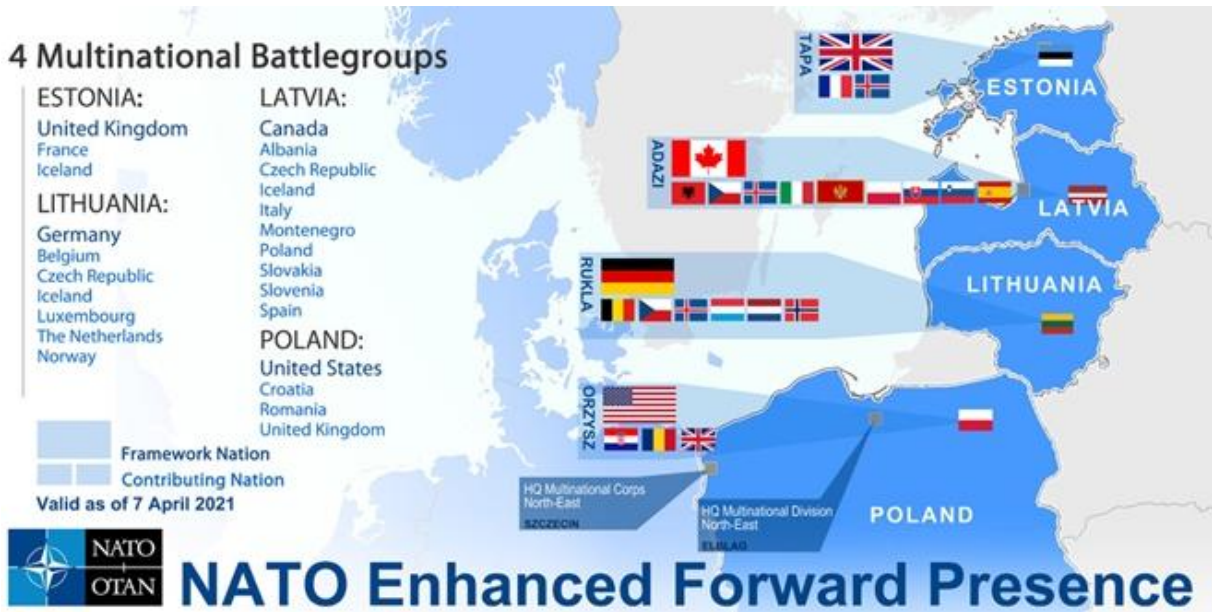 4 Multinational Battlegroups
ESTONIA:
United Kingdom
France
Iceland
LITHUANIA:
Germany
Belgium
Czech Republic
Iceland
Luxembourg
The Netherlands
Norway
LATVIA:
Canada
Albania
Czech Republic
Iceland
Italy
Montenegro
Poland
Slovakia
Slovenia
Spain
POLAND:
United States
Croatia
Romania
United Kingdom
Framework Nation
Contributing Nation
Valid as of 7 April 2021
TAPA
ESTONIA
ADAZI
LATVIA
RUKLA
LITHUANIA
ORZYSZ
HQ Multinational Corps
North-East
SZCZECIN
HQ Multinational Division
North-East
ELBLAG
POLAND
NATO
OTAN
NATO Enhanced Forward Presence